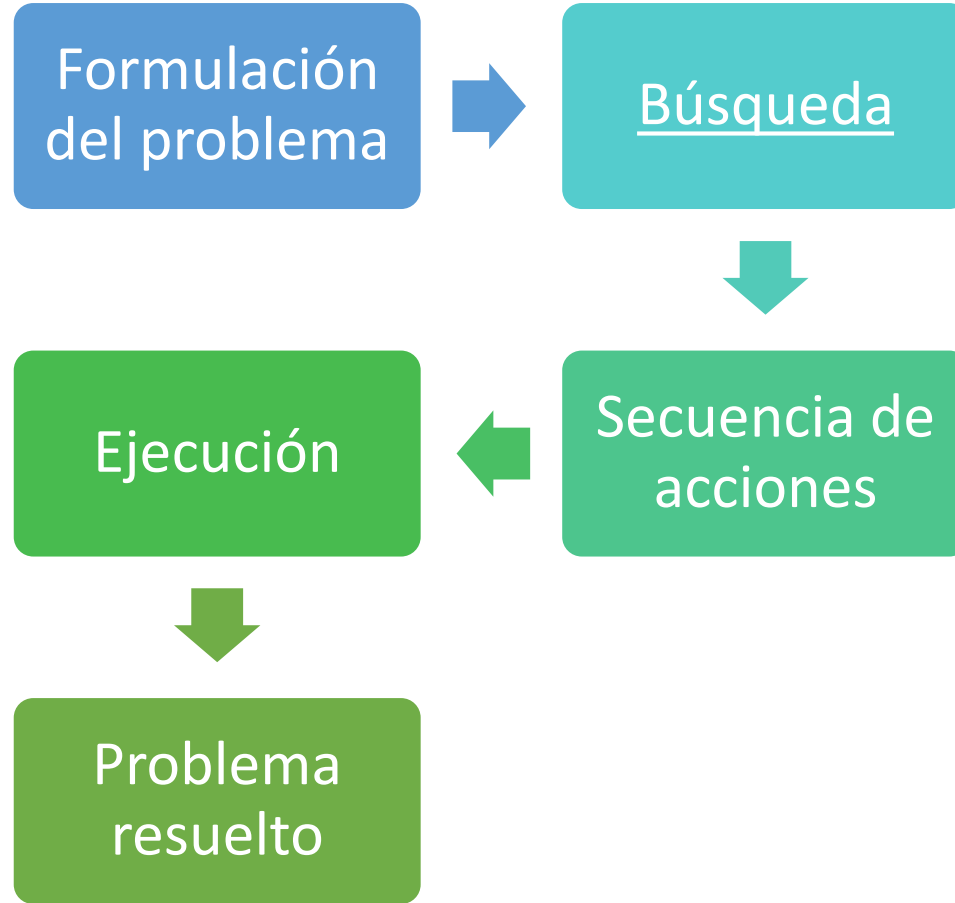 Formulación
del problema
Búsqueda
Secuencia de
acciones
Ejecución
Problema
resuelto